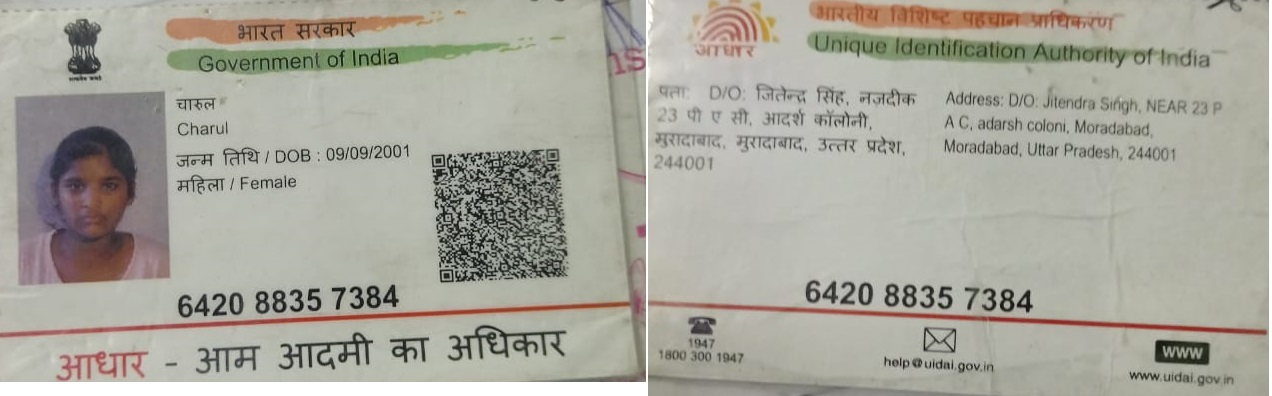 भारत सरकार
Government of India
चारुल
Charul
जन्म तिथि / DOB : 09/09/2001
महिला / Female
6420 8835 7384
आधार - आम आदमी का अधिकार
15
भारतीय विशिष्ट पहचान प्राधिकरण
आधार
Unique Identification Authority of India
पता: D/O: जितेन्द्र सिंह, नज़दीक
23 पी ए सी, आदर्श कॉलोनी,
मुरादाबाद, मुरादाबाद, उत्तर प्रदेश,
244001
Address: D/O: Jitendra Singh, NEAR 23 P
A C, adarsh coloni, Moradabad,
Moradabad, Uttar Pradesh, 244001
6420 8835 7384
1947
1800 300 1947
help@uidai.gov.in
WWW
www.uidai.gov.in